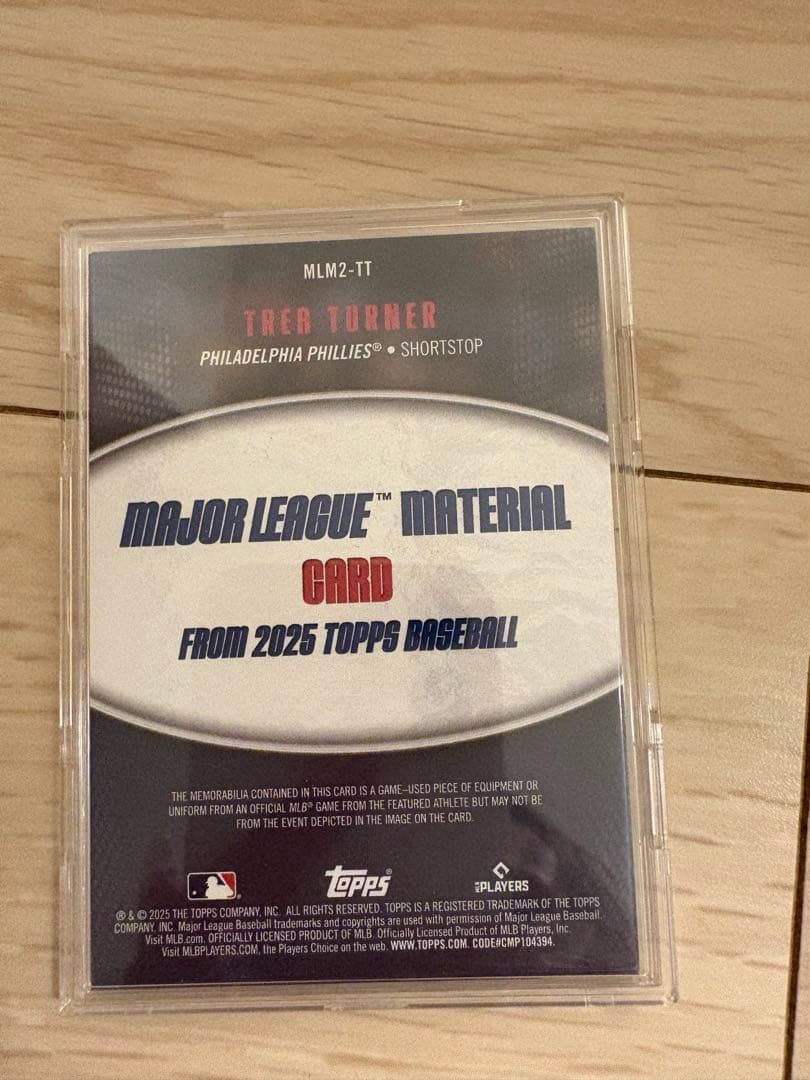 MLM2-TT
TREA TURNER
PHILADELPHIA PHILLIES® • SHORTSTOP
MAJOR LEAGUE™ MATERIAL
CARD
FROM 2025 TOPPS BASEBALL
THE MEMORABILIA CONTAINED IN THIS CARD IS A GAME-USED PIECE OF EQUIPMENT OR
UNIFORM FROM AN OFFICIAL MLB® GAME FROM THE FEATURED ATHLETE BUT MAY NOT BE
FROM THE EVENT DEPICTED IN THE IMAGE ON THE CARD.
Topps®
MLB PLAYERS
® & © 2025 THE TOPPS COMPANY, INC. ALL RIGHTS RESERVED. TOPPS IS A REGISTERED TRADEMARK OF THE TOPPS
COMPANY, INC. Major League Baseball trademarks and copyrights are used with permission of Major League Baseball.
Visit MLB.com. OFFICIALLY LICENSED PRODUCT OF MLB. Officially Licensed Product of MLB Players, Inc.
Visit MLBPLAYERS.COM, the Players Choice on the web. WWW.TOPPS.COM. CODE#CMP104394.